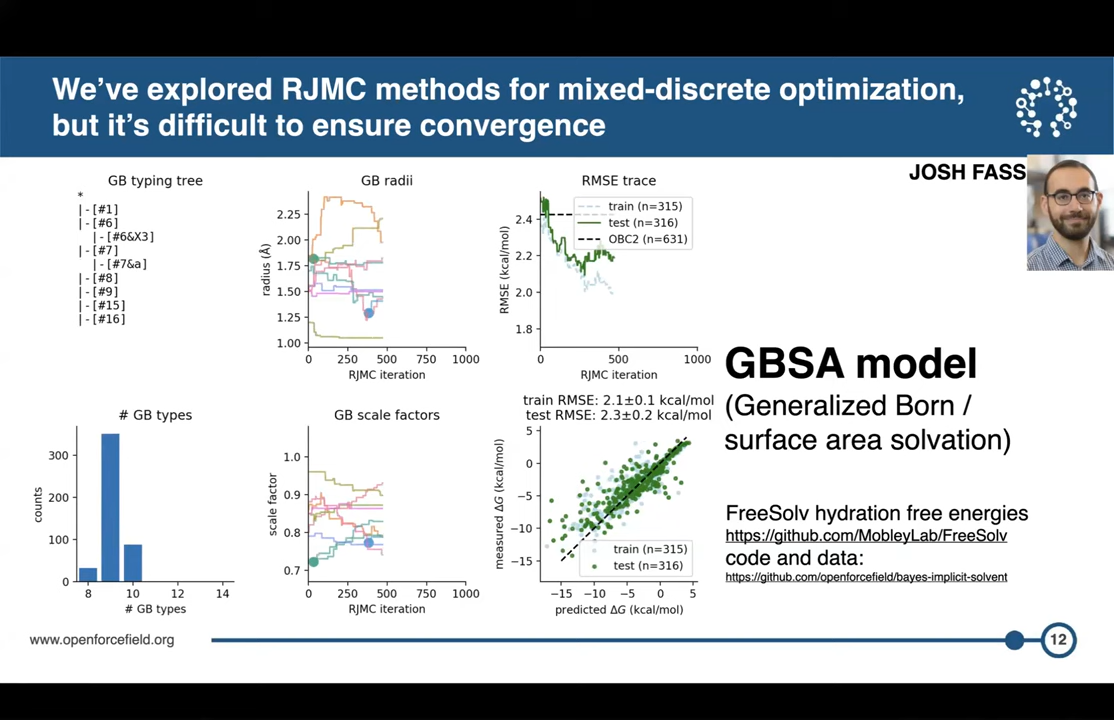 We've explored RJMC methods for mixed-discrete optimization,
but it's difficult to ensure convergence
JOSH FASS
GB typing tree
*
|-[#1]
|-[#6]
|-[#6&X3]
|-[#7]
|-[#7&a]
|-[#8]
|-[#9]
|-[#15]
|-[#16]
GB radii
radius (Å)
2.25
2.00
1.75
1.50
1.25
1.00
0 250 500 750 1000
RJMC iteration
RMSE trace
RMSE (kcal/mol)
2.4
2.2
2.0
1.8
train (n=315)
test (n=316)
OBC2 (n=631)
0 500 1000
RJMC iteration
# GB types
counts
300
200
100
0
8 10 12 14
# GB types
GB scale factors
scale factor
1.0
0.9
0.8
0.7
0 250 500 750 1000
RJMC iteration
train RMSE: 2.1±0.1 kcal/mol
test RMSE: 2.3±0.2 kcal/mol
measured ΔG (kcal/mol)
5
0
−5
−10
−15
train (n=315)
test (n=316)
−15 −10 −5 0 5
predicted ΔG (kcal/mol)
GBSA model
(Generalized Born /
surface area solvation)
FreeSolv hydration free energies
https://github.com/MobleyLab/FreeSolv
code and data:
https://github.com/openforcefield/bayes-implicit-solvent
www.openforcefield.org
12